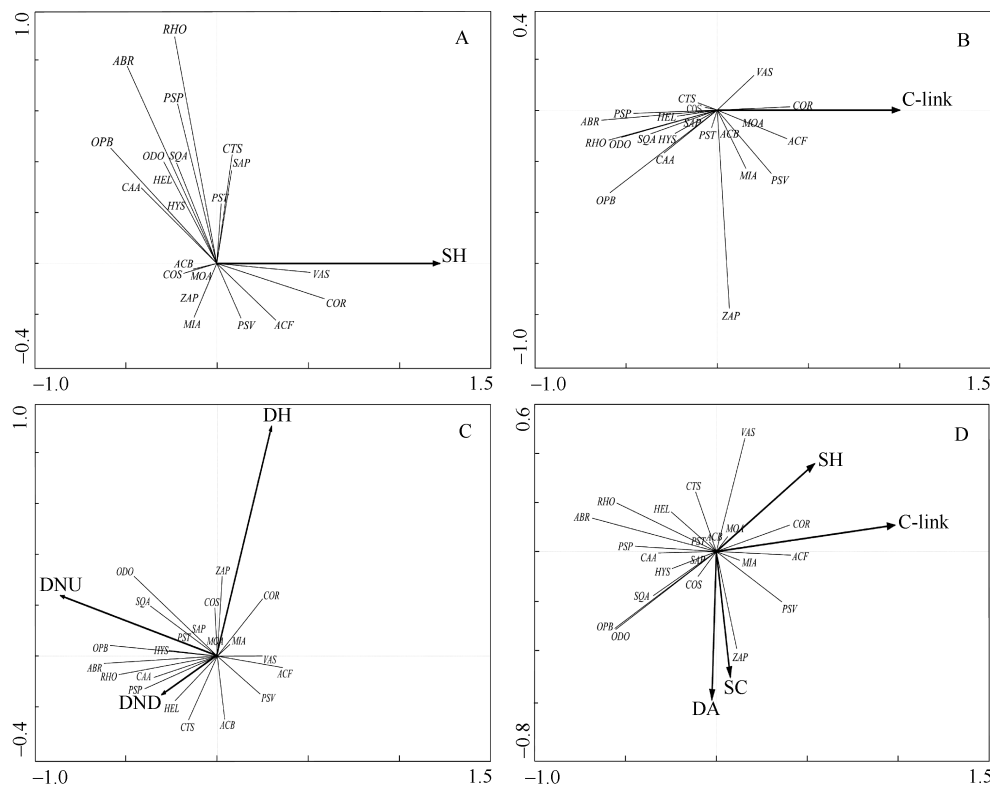 1.0
RHO
A
ABR
PSP
OPB
ODO SQA
CTS
SAP
HEL
CAA
HYS
PST
ACB
SH
COS
MOA
VAS
ZAP
COR
MIA
PSV
ACF
-0.4
-1.0
1.5
0.4
B
VAS
CTS
C-link
COS
COR
PSP
ABR
HEL
SAP
MOA
RHO ODO
SQA HYS
PST
ACB
ACF
CAA
MIA
PSV
OPB
ZAP
-1.0
-1.0
1.5
1.0
DH
C
DNU
ODO
ZAP
SQA
COS
COR
SAP
PST
MOA
MIA
OPB
HYS
VAS
ABR
ACF
RHO
CAA
PSP
DND
HEL
PSV
CTS
ACB
-0.4
-1.0
1.5
0.6
D
VAS
SH
CTS
RHO
HEL
ABR
C-link
MOA
COR
ACB
PST
PSP
CAA
SAP
MIA
ACF
HYS
COS
SQA
PSV
OPB
ODO
ZAP
SC
DA
-0.8
-1.0
1.5